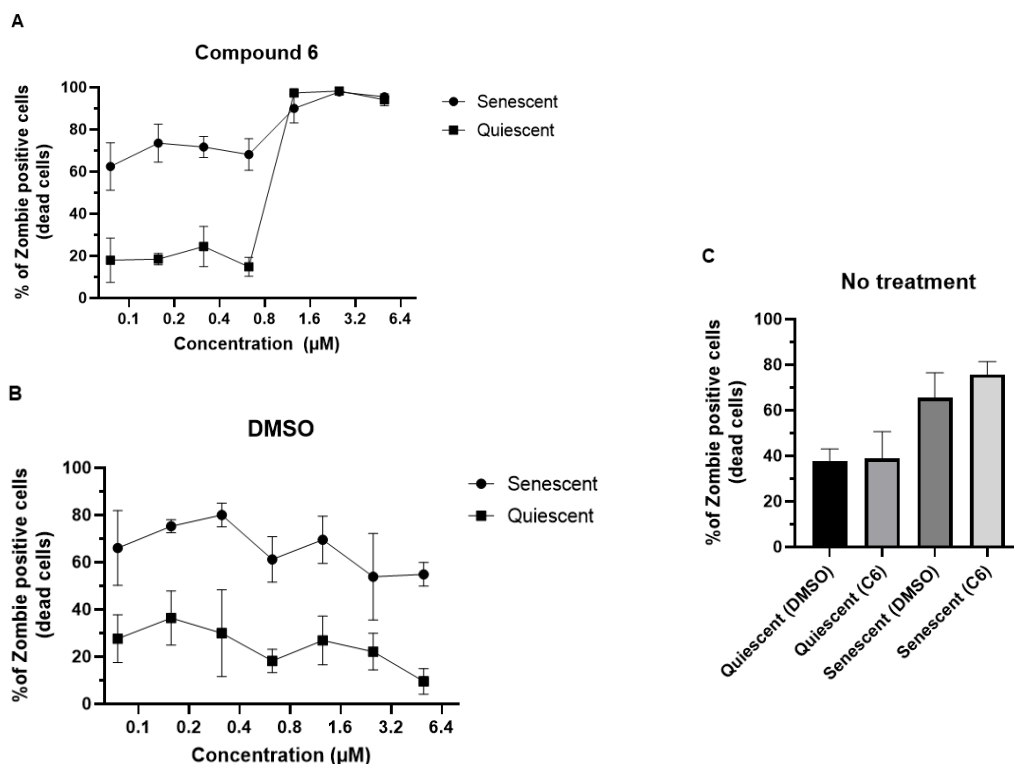 A
Compound 6
% of Zombie positive cells
(dead cells)
100
80
60
40
20
0
0.1 0.2 0.4 0.8 1.6 3.2 6.4
Concentration (µM)
Senescent
Quiescent
B
DMSO
%of Zombie positive cells
(dead cells)
100
80
60
40
20
0
0.1 0.2 0.4 0.8 1.6 3.2 6.4
Concentration (µM)
Senescent
Quiescent
C
No treatment
%of Zombie positive cells
(dead cells)
100
80
60
40
20
0
Quiescent (DMSO)
Quiescent (C6)
Senescent (DMSO)
Senescent (C6)